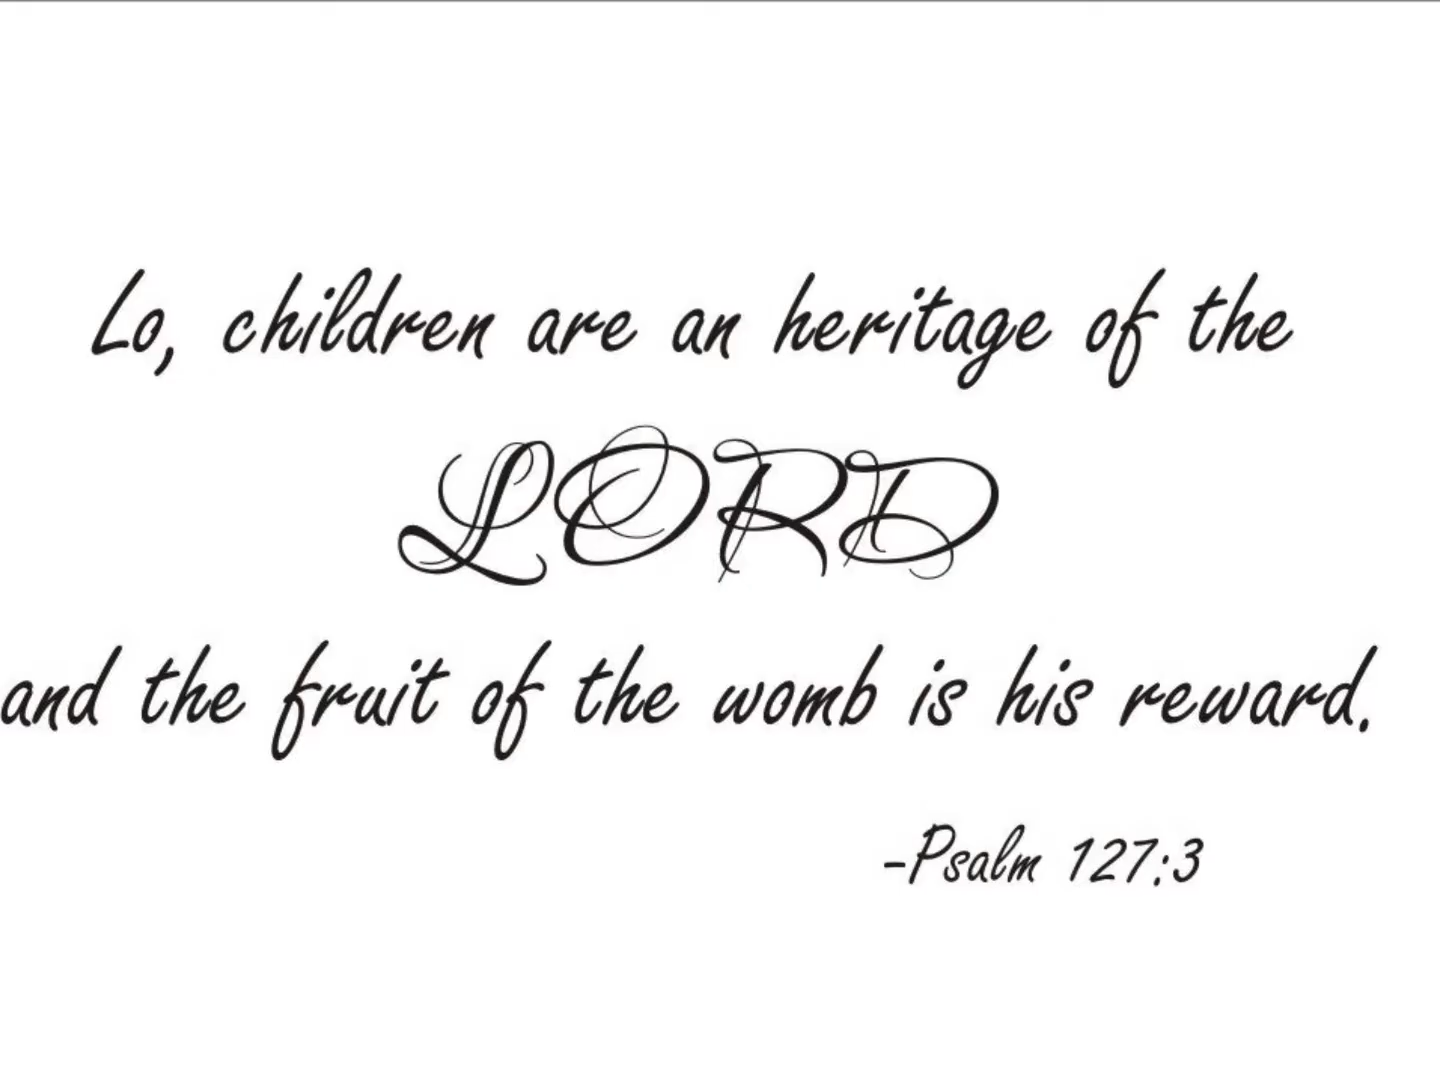 Lo, children are an heritage of the
LORD
and the fruit of the womb is his reward.
-Psalm 127:3